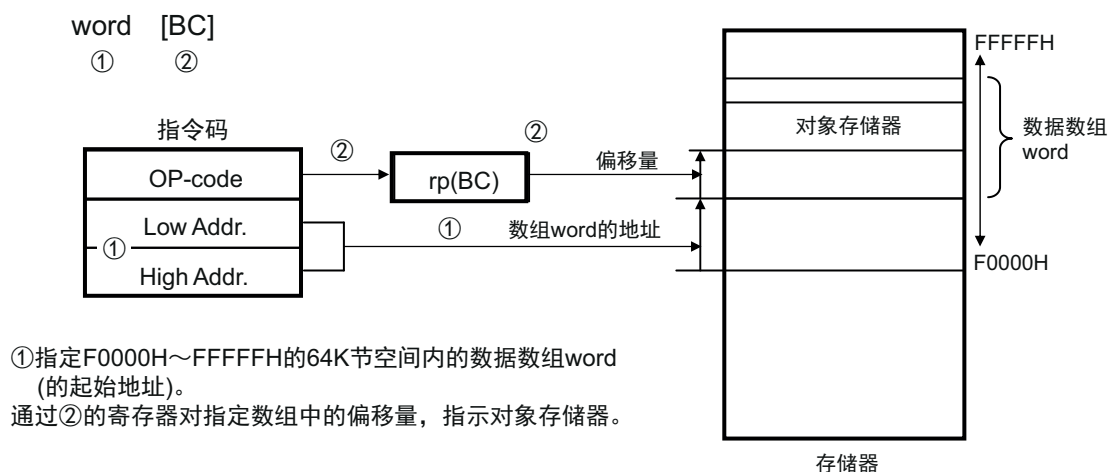 word [BC]
① ②
指令码
OP-code
Low Addr.
①
High Addr.
②
rp(BC)
②
偏移量
①
数组word的地址
FFFFFH
对象存储器
数据数组
word
F0000H
存储器
①指定F0000H～FFFFFH的64K节空间内的数据数组word
(的起始地址)。
通过②的寄存器对指定数组中的偏移量，指示对象存储器。